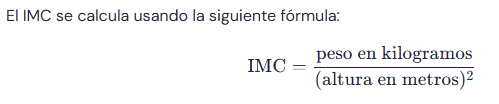 El IMC se calcula usando la siguiente fórmula:
IMC = peso en kilogramos / (altura en metros)²